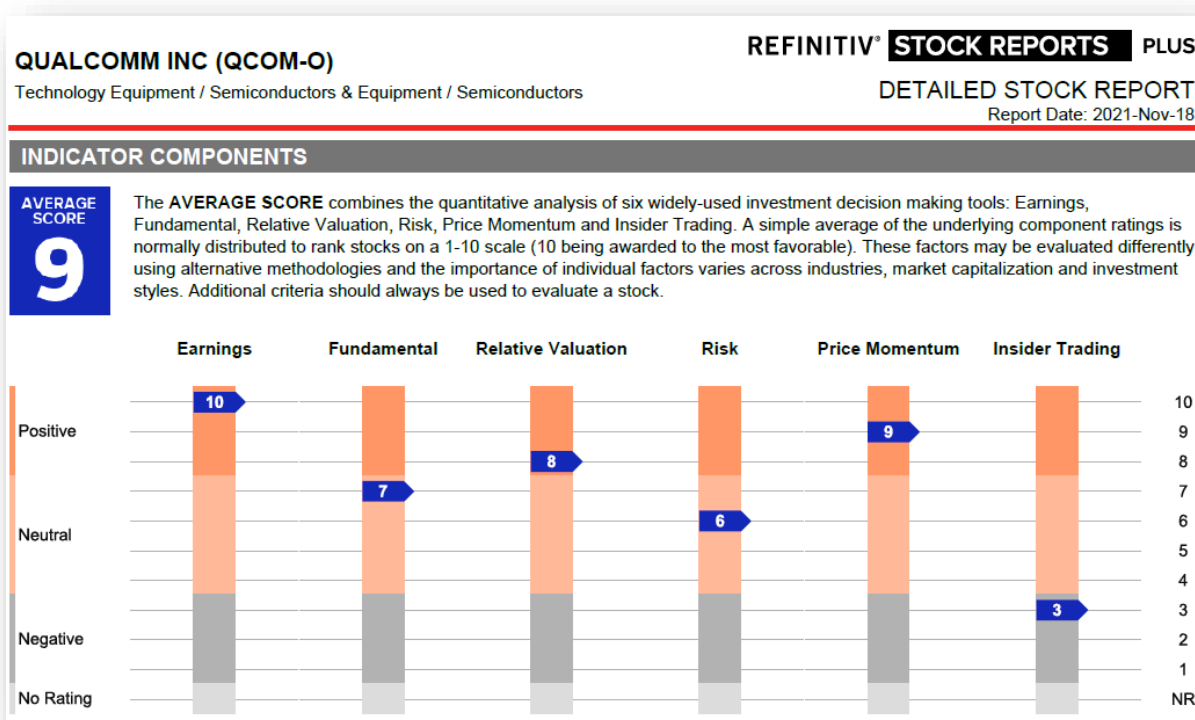 QUALCOMM INC (QCOM-O)
REFINITIV® STOCK REPORTS PLUS
Technology Equipment / Semiconductors & Equipment / Semiconductors
DETAILED STOCK REPORT
Report Date: 2021-Nov-18
INDICATOR COMPONENTS
AVERAGE
SCORE
9
The AVERAGE SCORE combines the quantitative analysis of six widely-used investment decision making tools: Earnings,
Fundamental, Relative Valuation, Risk, Price Momentum and Insider Trading. A simple average of the underlying component ratings is
normally distributed to rank stocks on a 1-10 scale (10 being awarded to the most favorable). These factors may be evaluated differently
using alternative methodologies and the importance of individual factors varies across industries, market capitalization and investment
styles. Additional criteria should always be used to evaluate a stock.
Earnings Fundamental Relative Valuation Risk Price Momentum Insider Trading
10 10
Positive 9 9
8 8
7 7
6 6
Neutral
5
4
3 3
Negative 2
1
No Rating NR